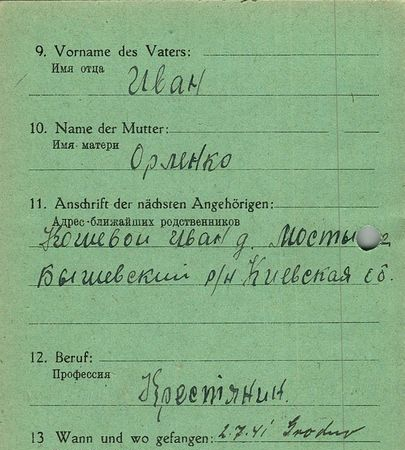 9. Vorname des Vaters:
Имя отца
Иван
10. Name der Mutter:
Имя матери
Орленко
11. Anschrift der nächsten Angehörigen:
Адрес ближайших родственников
Кошевой Иван д. Мосты
Бышевский р/н Киевская об.
12. Beruf:
Профессия
Крестянин.
13 Wann und wo gefangen: 2.7.41 Grodno